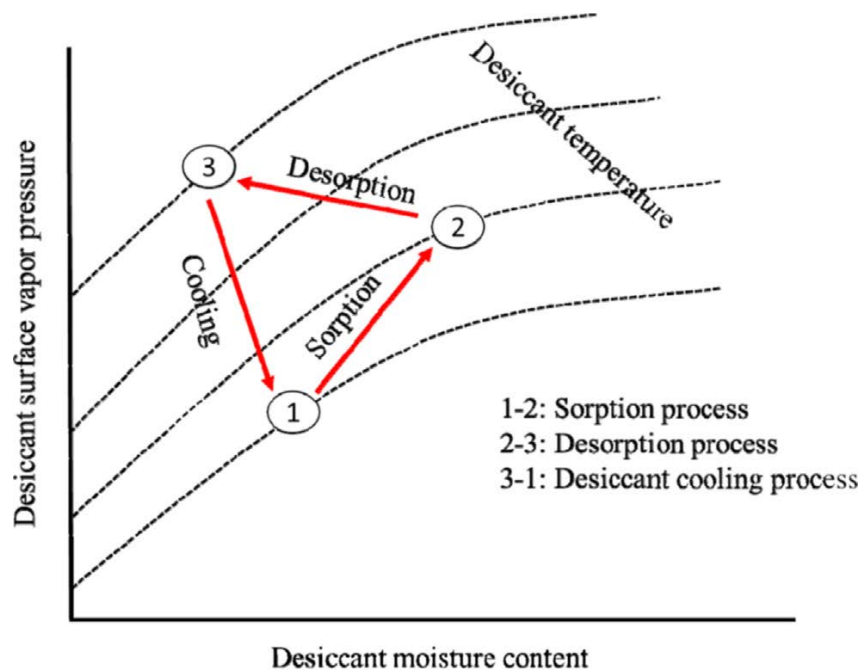 Desiccant temperature
3
Desorption
2
Cooling
Sorption
1
Desiccant surface vapor pressure
1-2: Sorption process
2-3: Desorption process
3-1: Desiccant cooling process
Desiccant moisture content